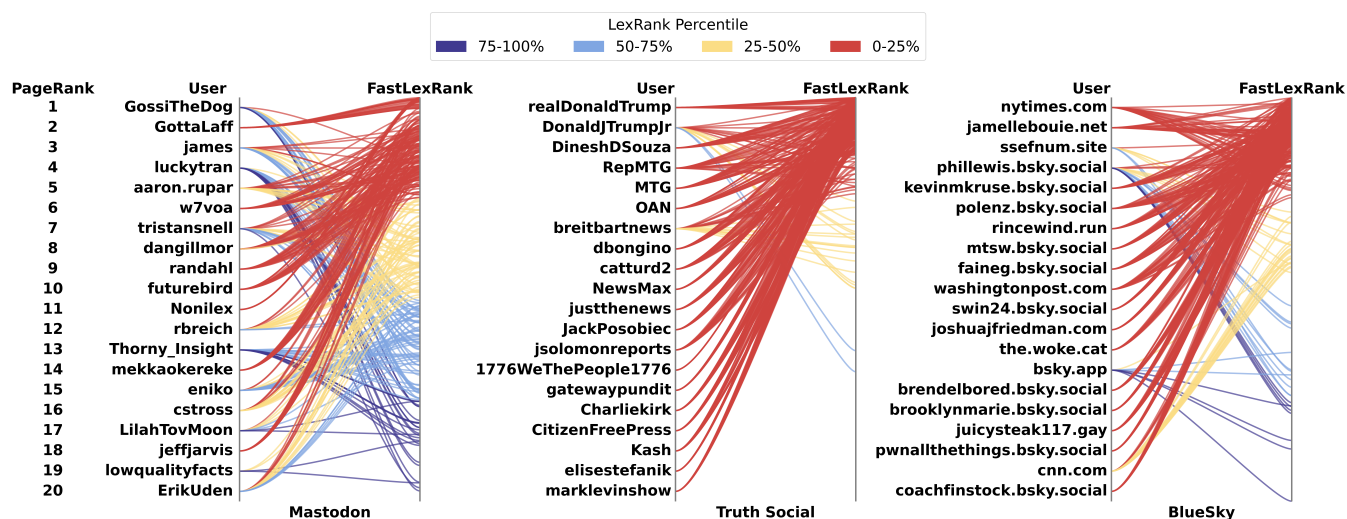 LexRank Percentile
75-100% 50-75% 25-50% 0-25%
PageRank User FastLexRank User FastLexRank User FastLexRank
1 GossiTheDog realDonaldTrump nytimes.com
2 GottaLaff DonaldJTrumpJr jamellebouie.net
3 james DineshDSouza ssefnum.site
4 luckytran RepMTG phillewis.bsky.social
5 aaron.rupar MTG kevinmkruse.bsky.social
6 w7voa OAN polenz.bsky.social
7 tristansnell breitbartnews rincewind.run
8 dangillmor dbongino mtsw.bsky.social
9 randahl catturd2 faineg.bsky.social
10 futurebird NewsMax washingtonpost.com
11 Nonilex justthenews swin24.bsky.social
12 rbreich JackPosobiec joshuajfriedman.com
13 Thorny_Insight jsolomonreports the.woke.cat
14 mekkaokereke 1776WeThePeople1776 bsky.app
15 eniko gatewaypundit brendelbored.bsky.social
16 cstross Charliekirk brooklynmarie.bsky.social
17 LilahTovMoon CitizenFreePress juicysteak117.gay
18 jeffjarvis Kash pwnallthethings.bsky.social
19 lowqualityfacts elisestefanik cnn.com
20 ErikUden marklevinshow coachfinstock.bsky.social
Mastodon Truth Social BlueSky